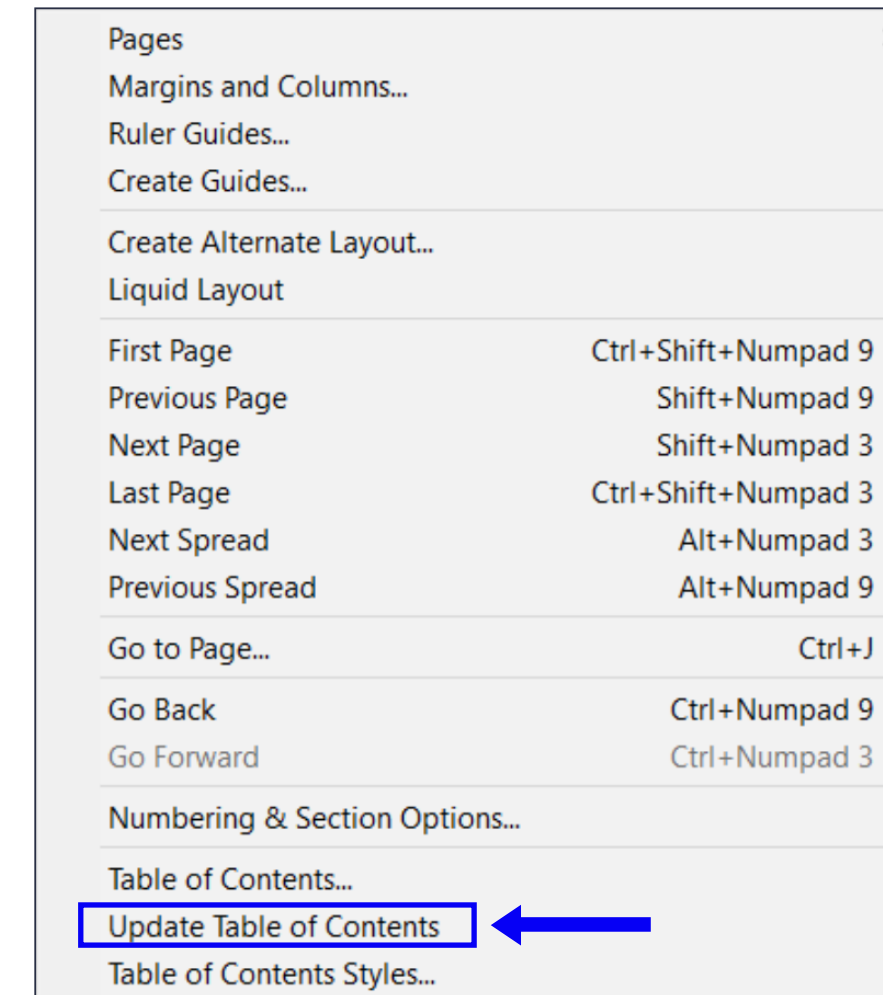 Pages
Margins and Columns...
Ruler Guides...
Create Guides...
Create Alternate Layout...
Liquid Layout
First Page Ctrl+Shift+Numpad 9
Previous Page Shift+Numpad 9
Next Page Shift+Numpad 3
Last Page Ctrl+Shift+Numpad 3
Next Spread Alt+Numpad 3
Previous Spread Alt+Numpad 9
Go to Page... Ctrl+J
Go Back Ctrl+Numpad 9
Go Forward Ctrl+Numpad 3
Numbering & Section Options...
Table of Contents...
Update Table of Contents
Table of Contents Styles...